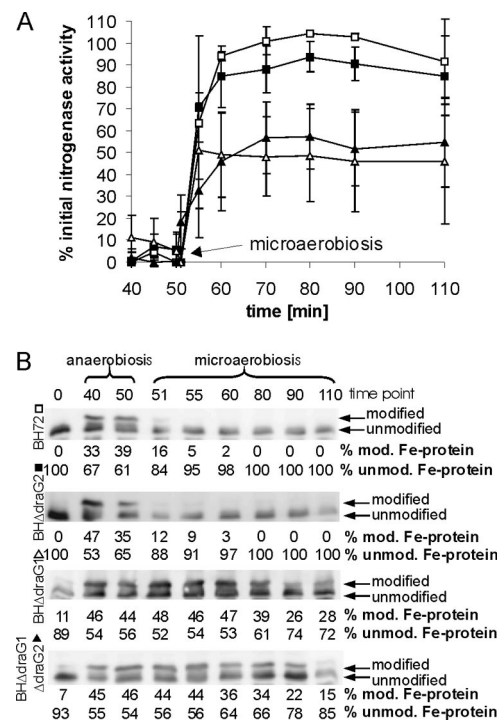 A
% initial nitrogenase activity
110
100
90
80
70
60
50
40
30
20
10
0
microaerobiosis
40 50 60 70 80 90 100 110
time [min]
B
anaerobiosis microaerobiosis
0 40 50 51 55 60 80 90 110 time point
BH72
modified
unmodified
0 33 39 16 5 2 0 0 0 % mod. Fe-protein
100 67 61 84 95 98 100 100 100 % unmod. Fe-protein
BHΔdraG2
modified
unmodified
0 47 35 12 9 3 0 0 0 % mod. Fe-protein
100 53 65 88 91 97 100 100 100 % unmod. Fe-protein
BHΔdraG1
modified
unmodified
11 46 44 48 46 47 39 26 28 % mod. Fe-protein
89 54 56 52 54 53 61 74 72 % unmod. Fe-protein
BHΔdraG1
ΔdraG2
modified
unmodified
7 45 46 44 44 36 34 22 15 % mod. Fe-protein
93 55 54 56 56 64 66 78 85 % unmod. Fe-protein